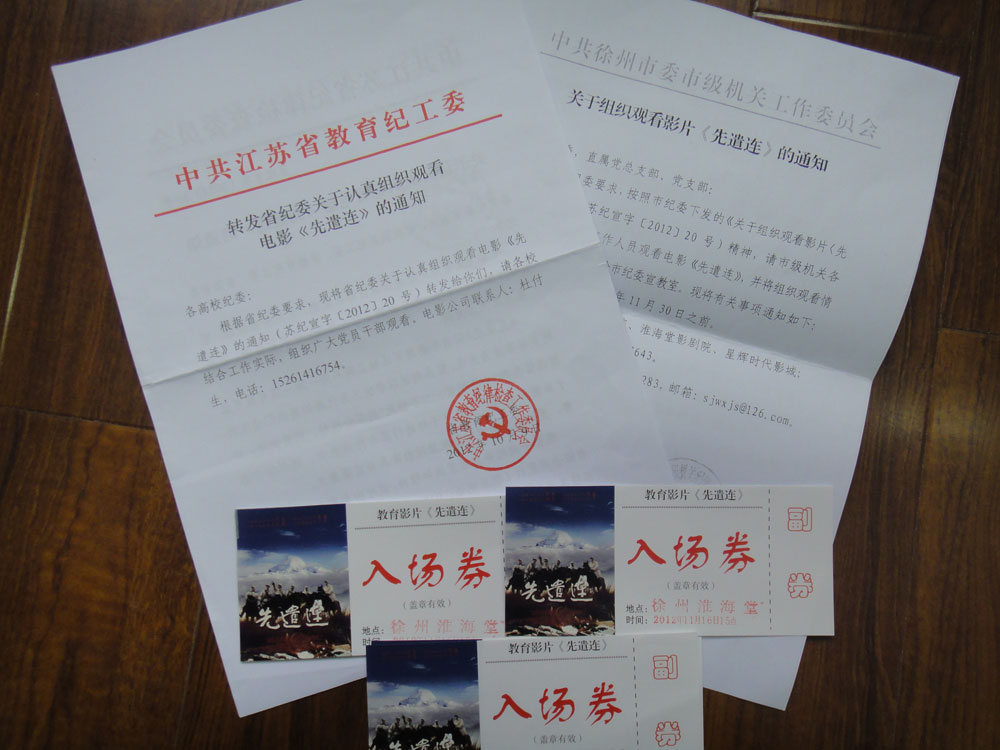 中共江苏省教育纪工委
转发省纪委关于认真组织观看
电影《先遣连》的通知
各高校纪委：
根据省纪委要求，现将省纪委关于认真组织观看电影《先
遣连》的通知（苏纪宣字〔2012〕20号）转发给你们，请各校
结合工作实际，组织广大党员干部观看。电影公司联系人：杜付
生，电话：15261416754。
中共徐州市委市级机关工作委员会
关于组织观看影片《先遣连》的通知
直属党总支部、党支部：
委要求，按照市纪委下发的《关于组织观看影片《先
苏纪宣字〔2012〕20号）精神，请市级机关各
作人员观看电影《先遣连》，并将组织观看情
市纪委宣教室。现将有关事项通知如下：
年11月30日之前。
淮海堂影剧院、星辉时代影城；
643。
283，邮箱：sjwxjs@126.com。
教育影片《先遣连》
入场券
（盖章有效）
地点：徐州淮海堂
时间：
先遣连
教育影片《先遣连》
入场券
（盖章有效）
地点：徐州淮海堂
时间：2012年11月16日15时
副
券
先遣连
教育影片《先遣连》
入场券
（盖章有效）
副
券
先遣连